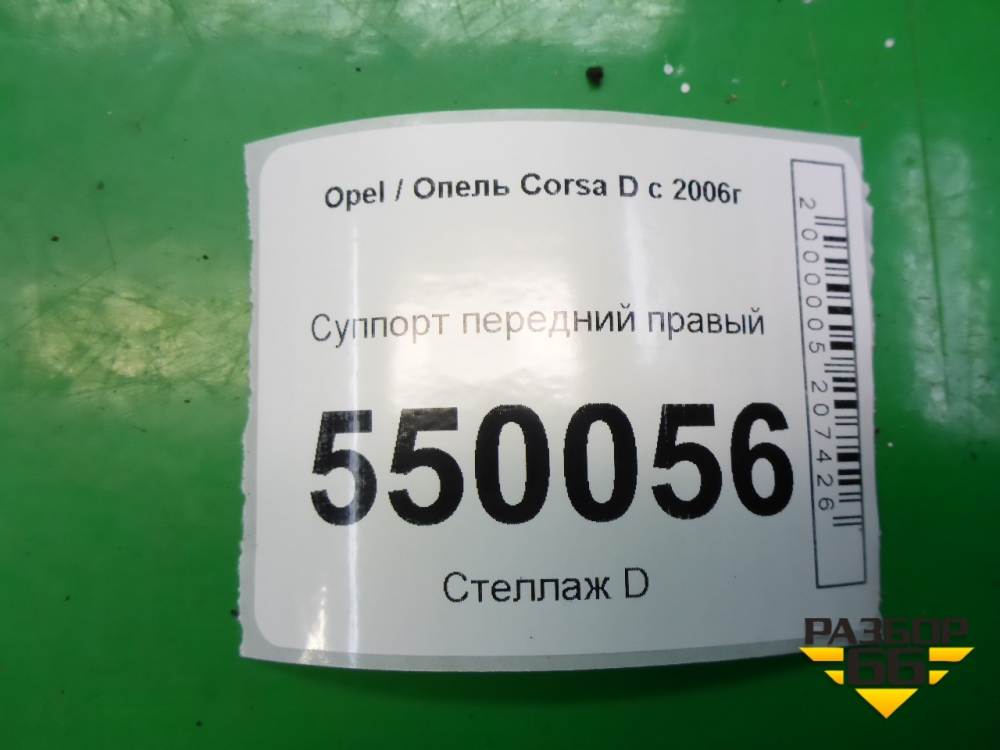 Opel / Опель Corsa D с 2006г
Суппорт передний правый
550056
Стеллаж D
2000005207426
РАЗБОР
66